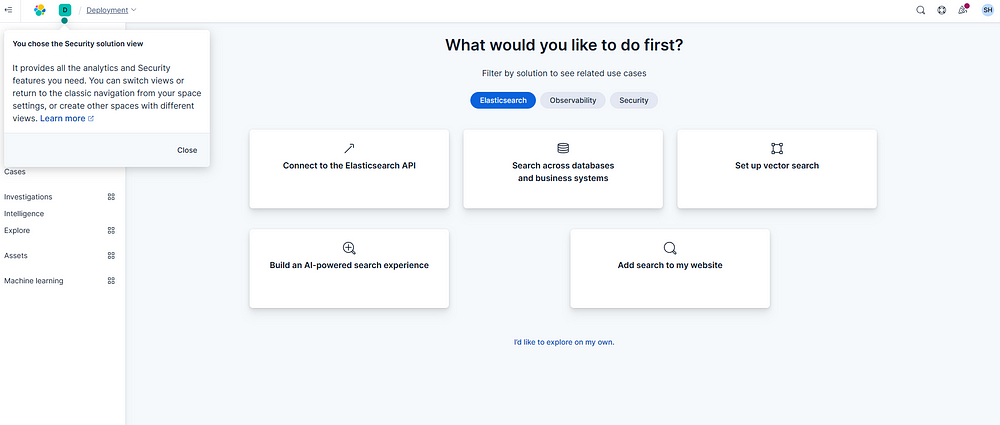 D / Deployment
SH
You chose the Security solution view
It provides all the analytics and Security
features you need. You can switch views or
return to the classic navigation from your space
settings, or create other spaces with different
views. Learn more
Close
Cases
Investigations
Intelligence
Explore
Assets
Machine learning
What would you like to do first?
Filter by solution to see related use cases
Elasticsearch
Observability
Security
Connect to the Elasticsearch API
Search across databases
and business systems
Set up vector search
Build an AI-powered search experience
Add search to my website
I'd like to explore on my own.